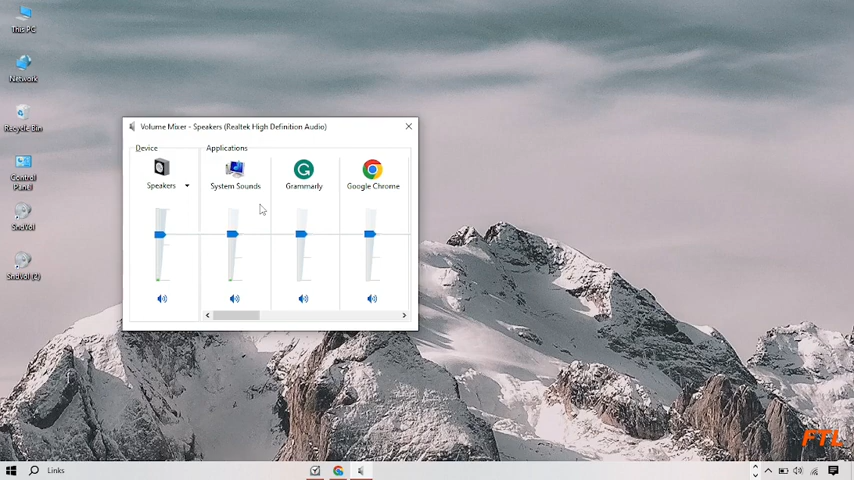 This PC
Network
Recycle Bin
Control
Panel
SndVol
SndVol (2)
Volume Mixer - Speakers (Realtek High Definition Audio)
Device
Applications
Speakers
System Sounds
Grammarly
Google Chrome
FTL
Links